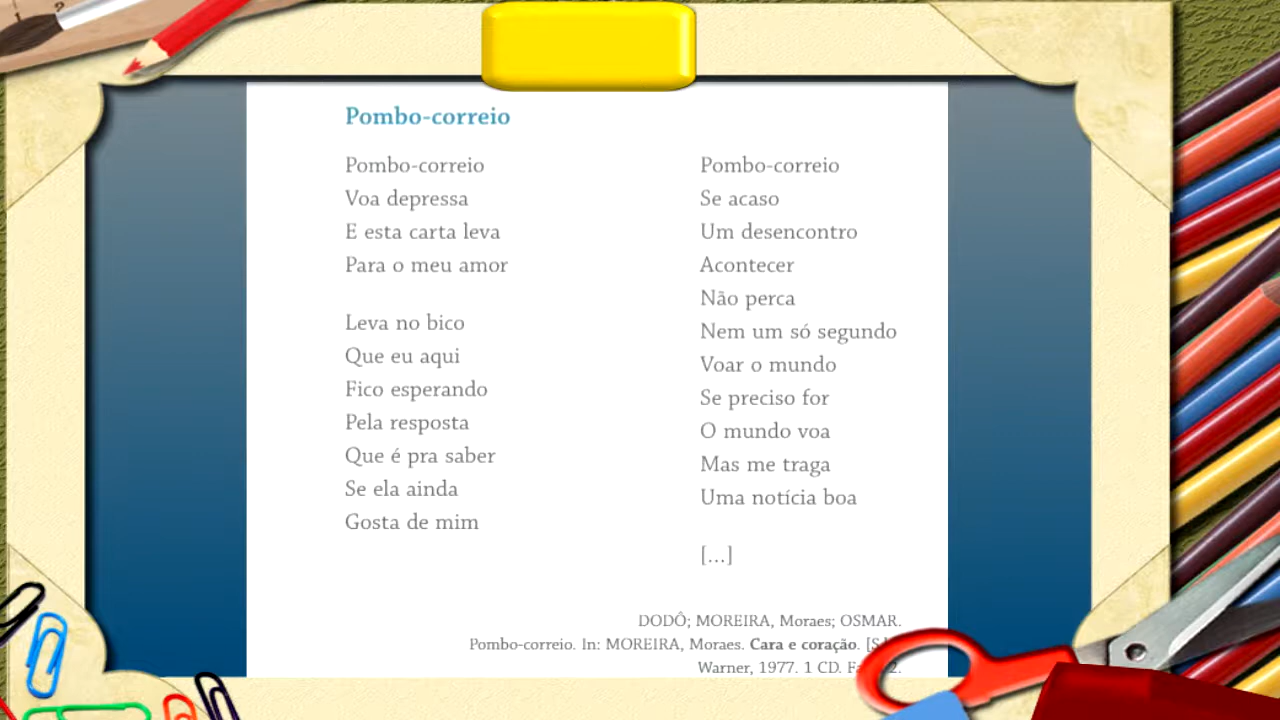 Pombo-correio
Pombo-correio
Voa depressa
E esta carta leva
Para o meu amor
Leva no bico
Que eu aqui
Fico esperando
Pela resposta
Que é pra saber
Se ela ainda
Gosta de mim
Pombo-correio
Se acaso
Um desencontro
Acontecer
Não perca
Nem um só segundo
Voar o mundo
Se preciso for
O mundo voa
Mas me traga
Uma notícia boa
[...]
DODÔ; MOREIRA, Moraes; OSMAR.
Pombo-correio. In: MOREIRA, Moraes. Cara e coração.
Warner, 1977. 1 CD.